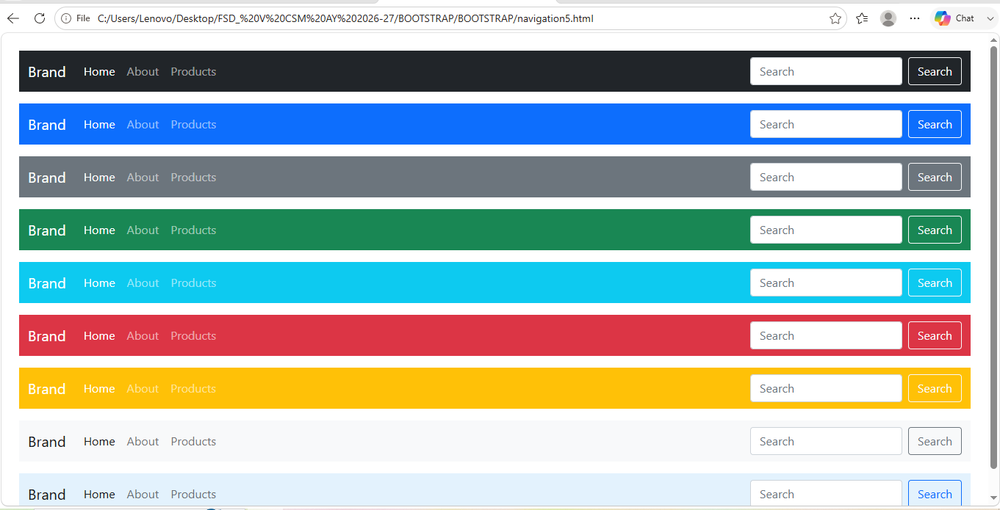 File C:/Users/Lenovo/Desktop/FSD_%20V%20CSM%20AY%202026-27/BOOTSTRAP/BOOTSTRAP/navigation5.html Chat
Brand Home About Products Search Search
Brand Home About Products Search Search
Brand Home About Products Search Search
Brand Home About Products Search Search
Brand Home About Products Search Search
Brand Home About Products Search Search
Brand Home About Products Search Search
Brand Home About Products Search Search
Brand Home About Products Search Search